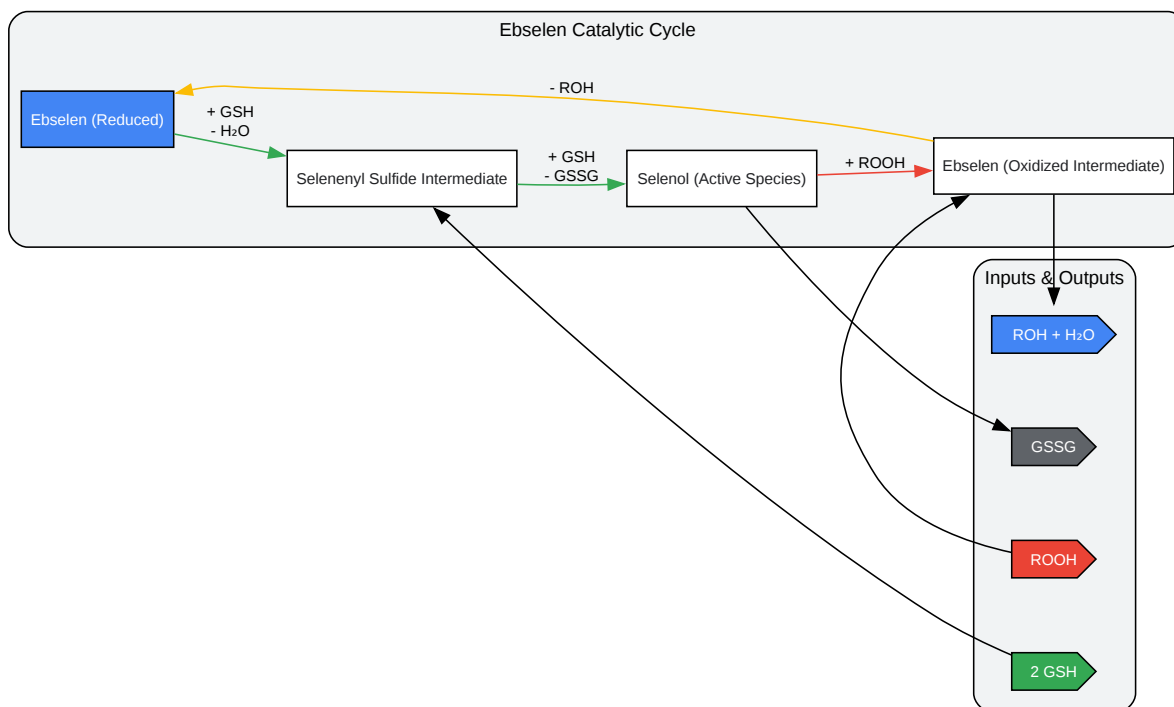 Ebselen Catalytic Cycle
- ROH
Ebselen (Reduced)
+ GSH
- H₂O
Selenenyl Sulfide Intermediate
+ GSH
- GSSG
Selenol (Active Species)
+ ROOH
Ebselen (Oxidized Intermediate)
Inputs & Outputs
ROH + H₂O
GSSG
ROOH
2 GSH